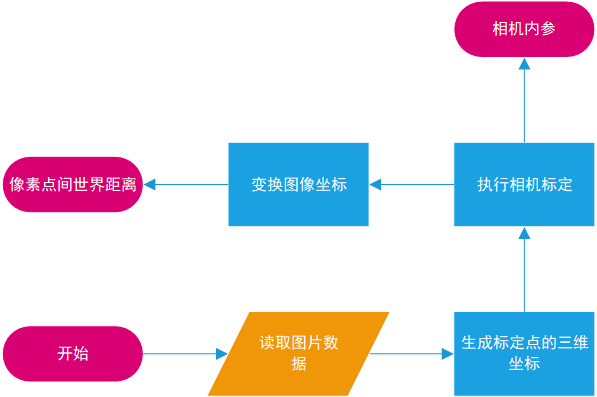 相机内参
像素点间世界距离
变换图像坐标
执行相机标定
开始
读取图片数
据
生成标定点的三维
坐标